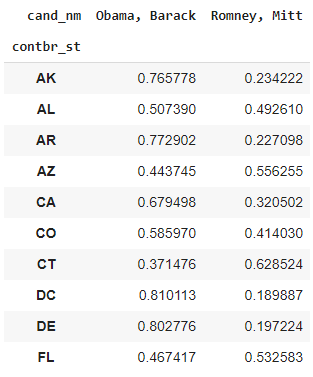 cand_nm Obama, Barack Romney, Mitt
contbr_st
AK 0.765778 0.234222
AL 0.507390 0.492610
AR 0.772902 0.227098
AZ 0.443745 0.556255
CA 0.679498 0.320502
CO 0.585970 0.414030
CT 0.371476 0.628524
DC 0.810113 0.189887
DE 0.802776 0.197224
FL 0.467417 0.532583